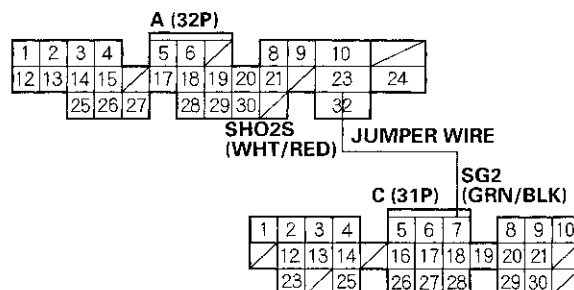 A (32P)
1 2 3 4 5 6 8 9 10
12 13 14 15 17 18 19 20 21 23 24
25 26 27 28 29 30 32
SHO2S
(WHT/RED)
JUMPER WIRE
SG2
(GRN/BLK)
C (31P)
1 2 3 4 5 6 7 8 9 10
12 13 14 16 17 18 19 20 21
23 25 26 27 28 29 30